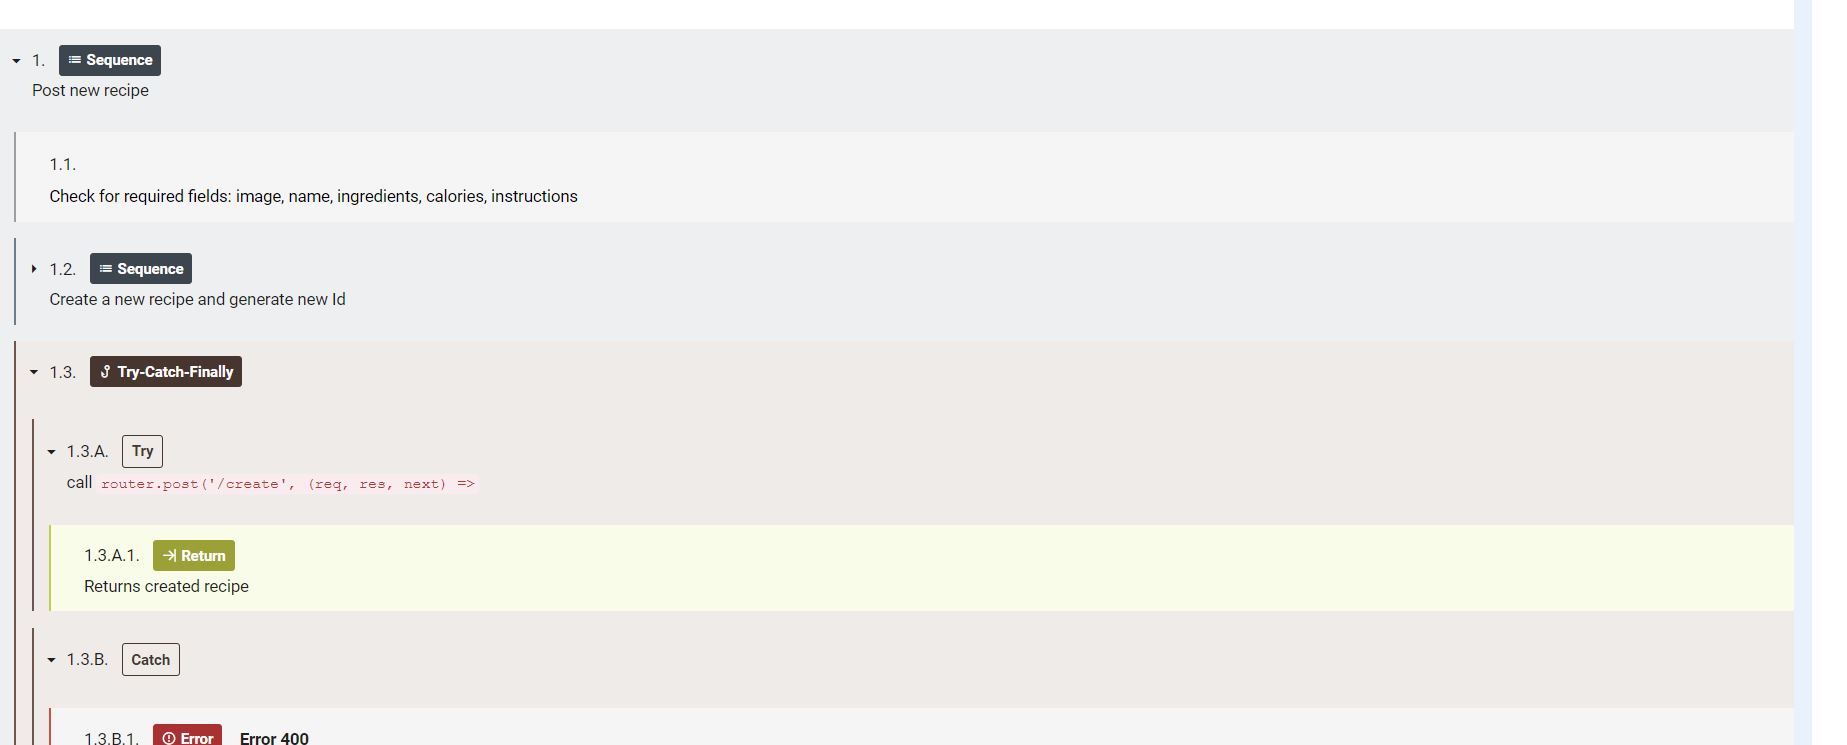 1. Sequence
Post new recipe
1.1.
Check for required fields: image, name, ingredients, calories, instructions
1.2. Sequence
Create a new recipe and generate new Id
1.3. Try-Catch-Finally
1.3.A. Try
call router.post('/create', (req, res, next) =>
1.3.A.1. Return
Returns created recipe
1.3.B. Catch
1.3.B.1. Error Error 400